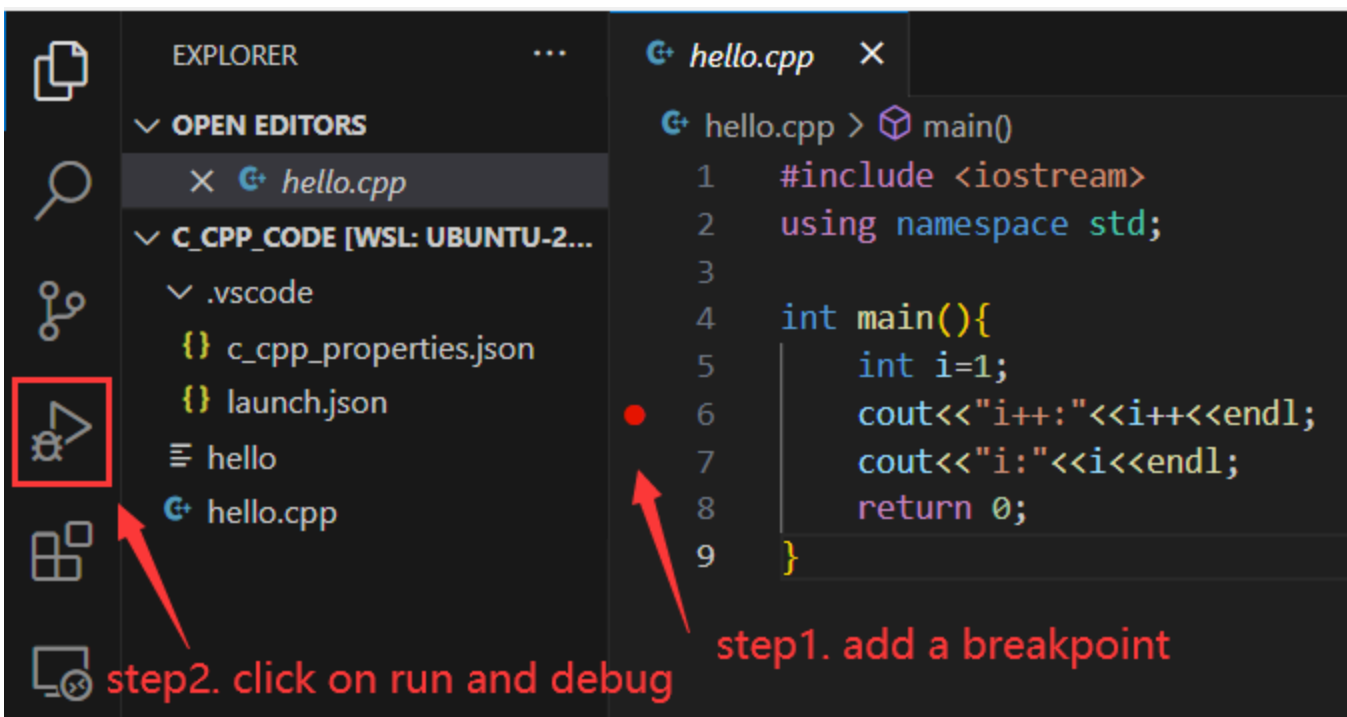 EXPLORER ...
OPEN EDITORS
hello.cpp
C_CPP_CODE [WSL: UBUNTU-2...
.vscode
{} c_cpp_properties.json
{} launch.json
hello
hello.cpp
hello.cpp
hello.cpp > main()
1 #include <iostream>
2 using namespace std;
3
4 int main(){
5 int i=1;
6 cout<<"i++:"<<i++<<endl;
7 cout<<"i:"<<i<<endl;
8 return 0;
9 }
step1. add a breakpoint
step2. click on run and debug